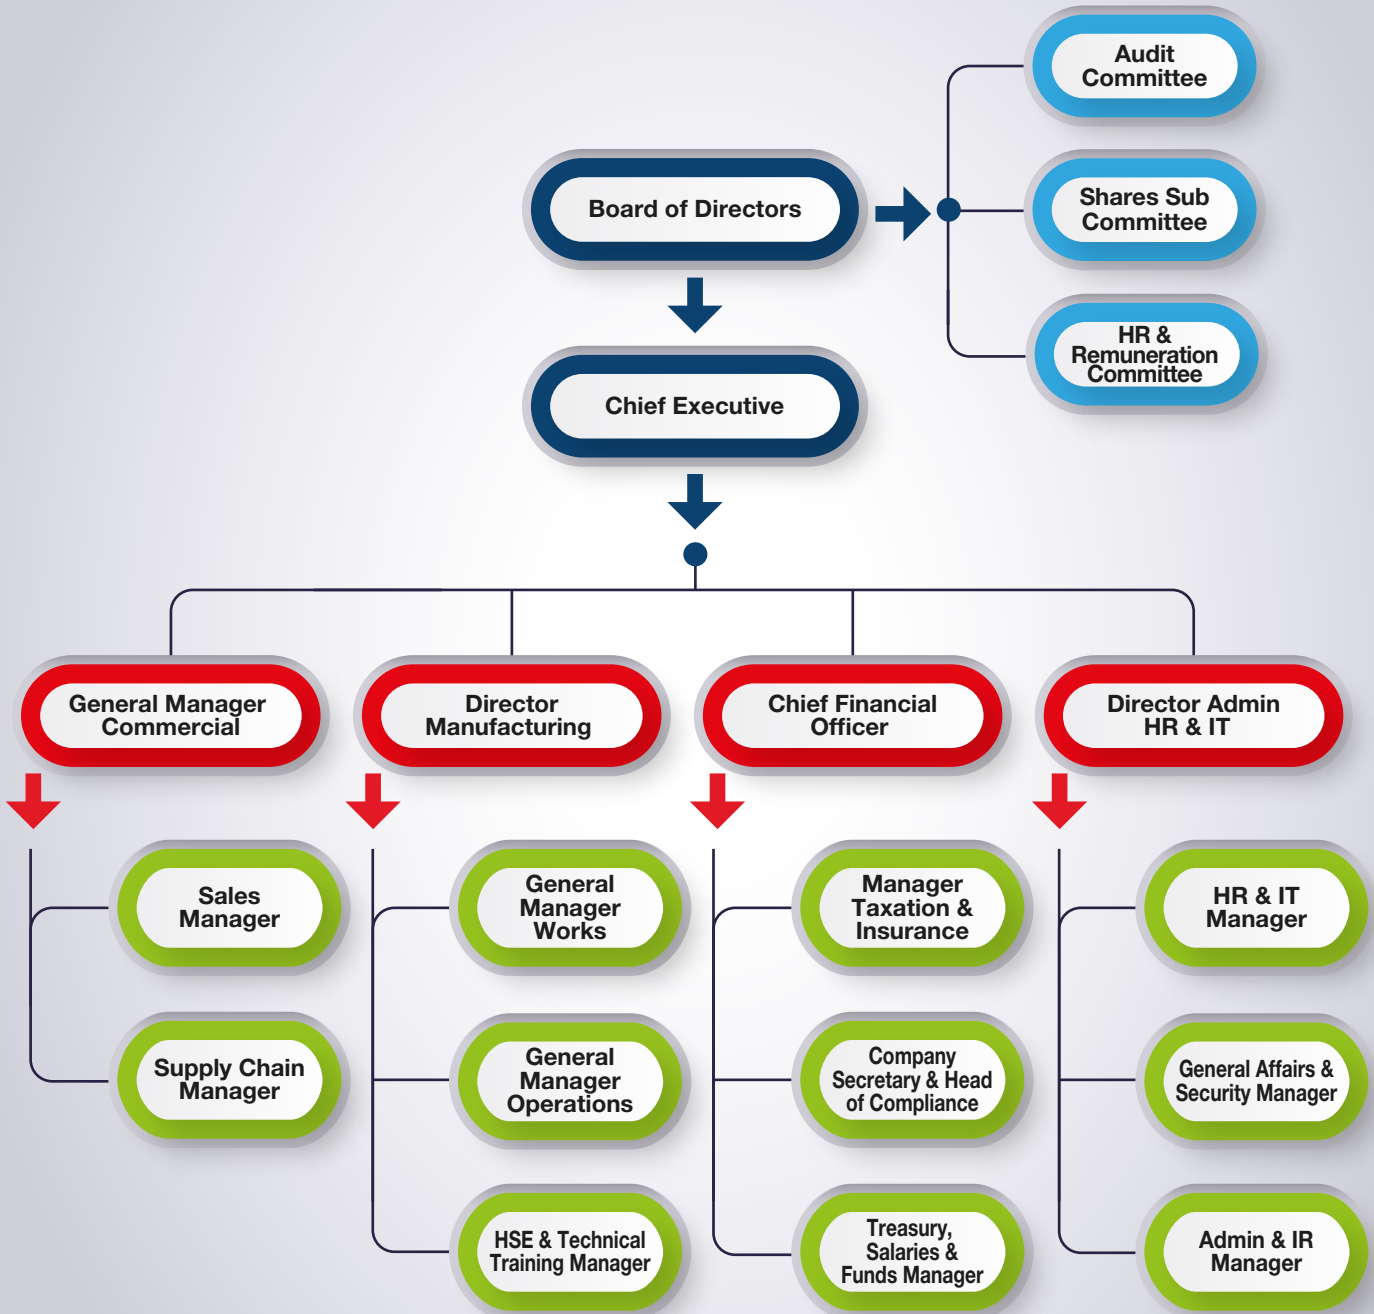 Audit
Committee
Board of Directors
Shares Sub
Committee
HR &
Remuneration
Committee
Chief Executive
General Manager
Commercial
Director
Manufacturing
Chief Financial
Officer
Director Admin
HR & IT
Sales
Manager
General
Manager
Works
Manager
Taxation &
Insurance
HR & IT
Manager
Supply Chain
Manager
General
Manager
Operations
Company
Secretary & Head
of Compliance
General Affairs &
Security Manager
HSE & Technical
Training Manager
Treasury,
Salaries &
Funds Manager
Admin & IR
Manager